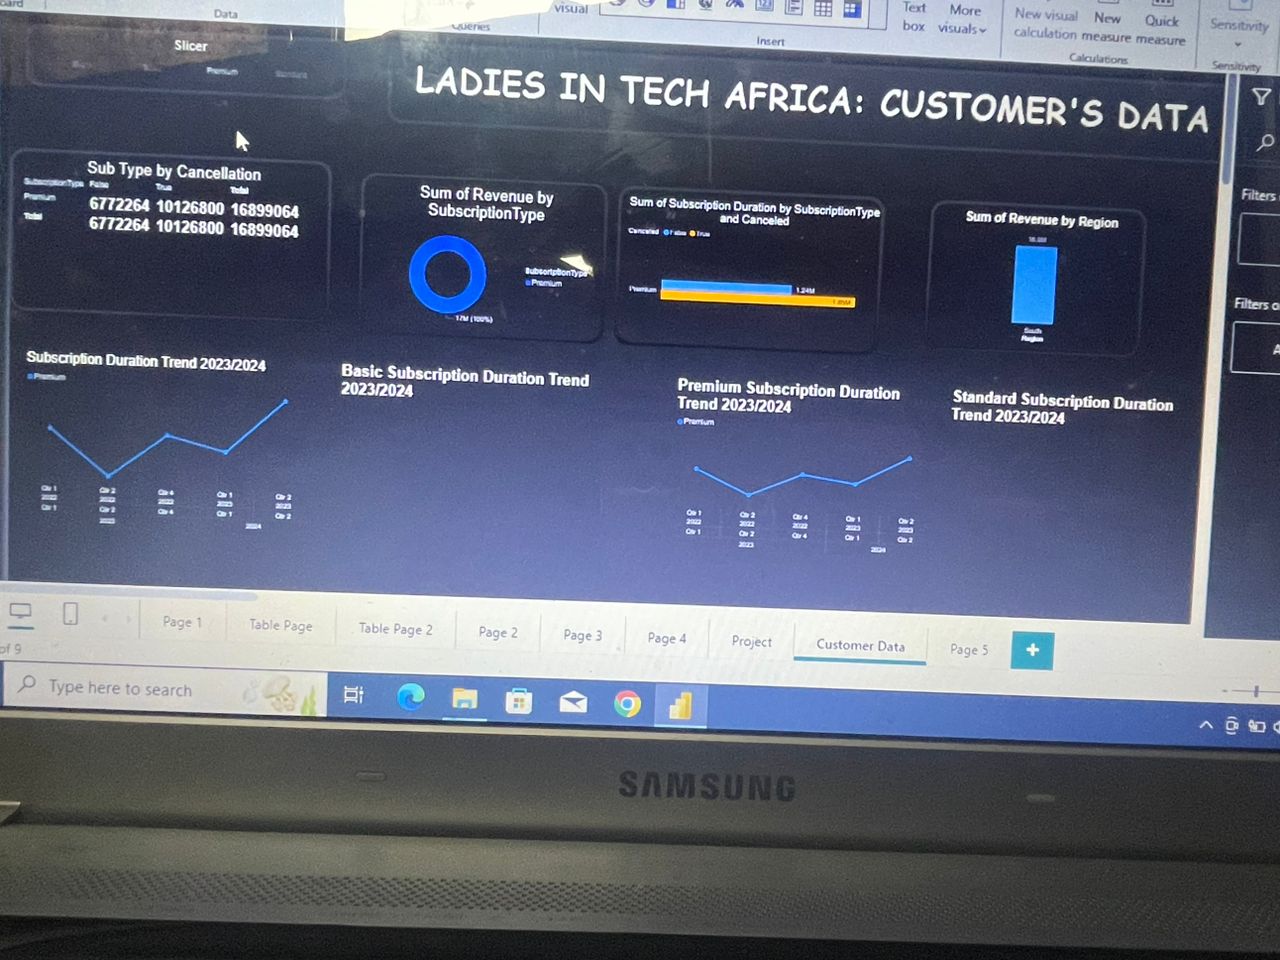 Data
Queries
visual
Insert
Text
box
More
visuals
New visual
calculation
New
measure
Quick
measure
Calculations
Sensitivity
Sensitivity
Slicer
Premium
Standard
LADIES IN TECH AFRICA: CUSTOMER'S DATA
Filters
Sub Type by Cancellation
SubscriptionType False True Total
Premium 6772264 10126800 16899064
Total 6772264 10126800 16899064
Sum of Revenue by
SubscriptionType
SubscriptionType
Premium
17M (100%)
Sum of Subscription Duration by SubscriptionType
and Canceled
Canceled False True
Premium
1.24M
Sum of Revenue by Region
South
Region
Filters o
Subscription Duration Trend 2023/2024
Premium
Qtr 1 Qtr 2 Qtr 4 Qtr 1 Qtr 2
2022 2022 2022 2023 2023
Qtr 1 Qtr 2 Qtr 4 Qtr 1 Qtr 2
2023 2024
Basic Subscription Duration Trend
2023/2024
Premium Subscription Duration
Trend 2023/2024
Premium
Qtr 1 Qtr 2 Qtr 4 Qtr 1 Qtr 2
2022 2022 2022 2023 2023
Qtr 1 Qtr 2 Qtr 4 Qtr 1 Qtr 2
2023 2024
Standard Subscription Duration
Trend 2023/2024
Page 1 Table Page Table Page 2 Page 2 Page 3 Page 4 Project Customer Data Page 5 +
of 9
Type here to search
SAMSUNG